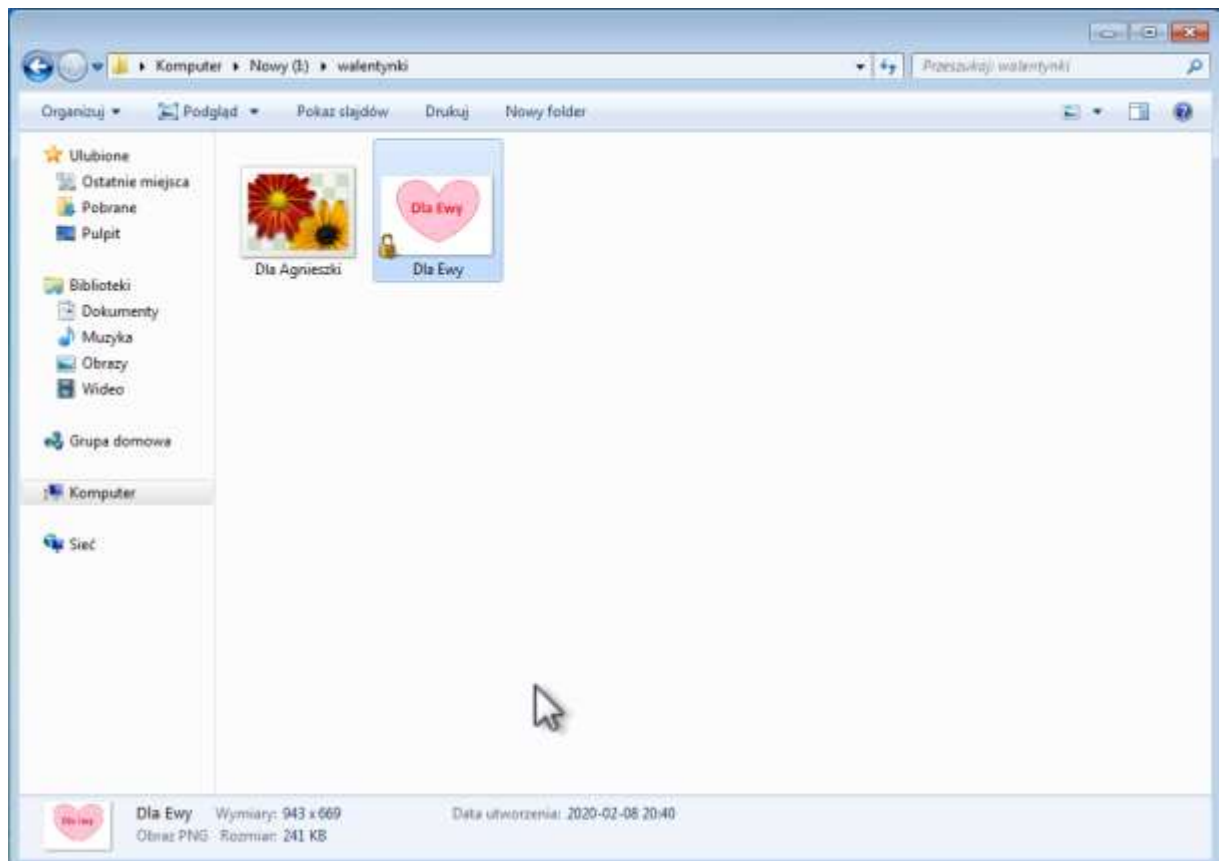 Komputer ▸ Nowy (I:) ▸ walentynki
Przeszukaj: walentynki
Organizuj Podgląd Pokaz slajdów Drukuj Nowy folder
Ulubione
Ostatnie miejsca
Pobrane
Pulpit
Biblioteki
Dokumenty
Muzyka
Obrazy
Wideo
Grupa domowa
Komputer
Sieć
Dla Agnieszki
Dla Ewy
Dla Ewy
Dla Ewy Wymiary: 943 x 669 Data utworzenia: 2020-02-08 20:40
Obraz PNG Rozmiar: 241 KB